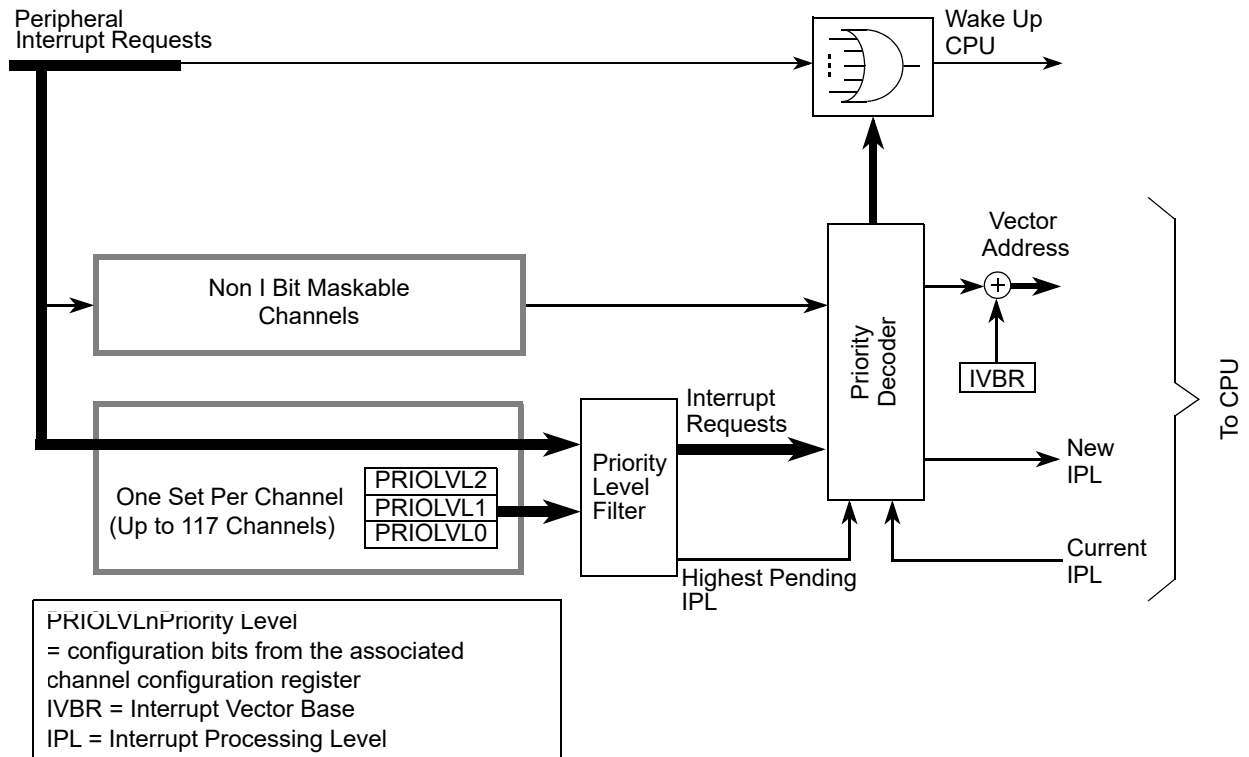 Peripheral
Interrupt Requests
Wake Up
CPU
Non I Bit Maskable
Channels
Priority
Decoder
Vector
Address
IVBR
To CPU
One Set Per Channel
(Up to 117 Channels)
PRIOLVL2
PRIOLVL1
PRIOLVL0
Priority
Level
Filter
Interrupt
Requests
Highest Pending
IPL
New
IPL
Current
IPL
PRIOLVLnPriority Level
= configuration bits from the associated
channel configuration register
IVBR = Interrupt Vector Base
IPL = Interrupt Processing Level